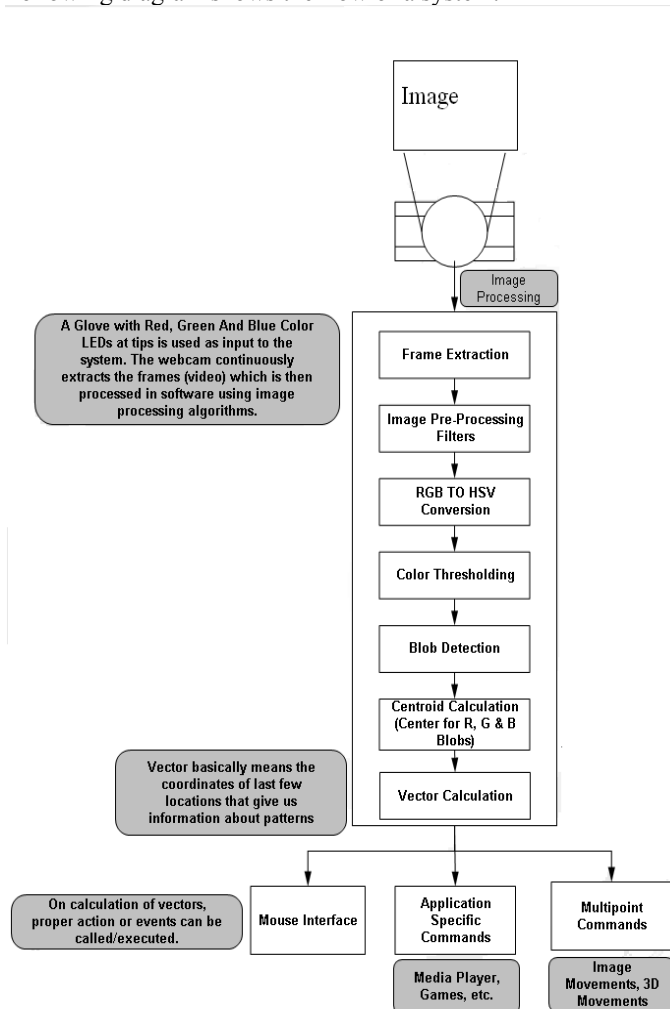 Image
Image
Processing
A Glove with Red, Green And Blue Color
LEDs at tips is used as input to the
system. The webcam continuously
extracts the frames (video) which is then
processed in software using image
processing algorithms.
Frame Extraction
Image Pre-Processing
Filters
RGB TO HSV
Conversion
Color Thresholding
Blob Detection
Centroid Calculation
(Center for R, G & B
Blobs)
Vector basically means the
coordinates of last few
locations that give us
information about patterns
Vector Calculation
On calculation of vectors,
proper action or events can be
called/executed.
Mouse Interface
Application
Specific
Commands
Multipoint
Commands
Media Player,
Games, etc.
Image
Movements, 3D
Movements